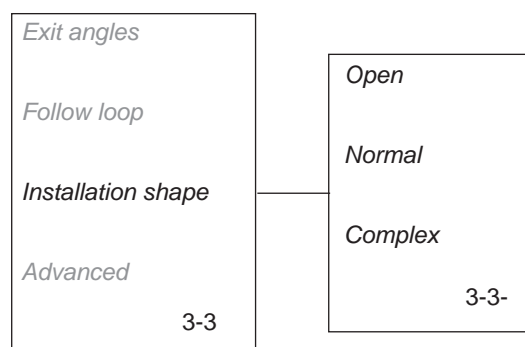 Exit angles
Follow loop
Installation shape
Advanced
3-3
Open
Normal
Complex
3-3-